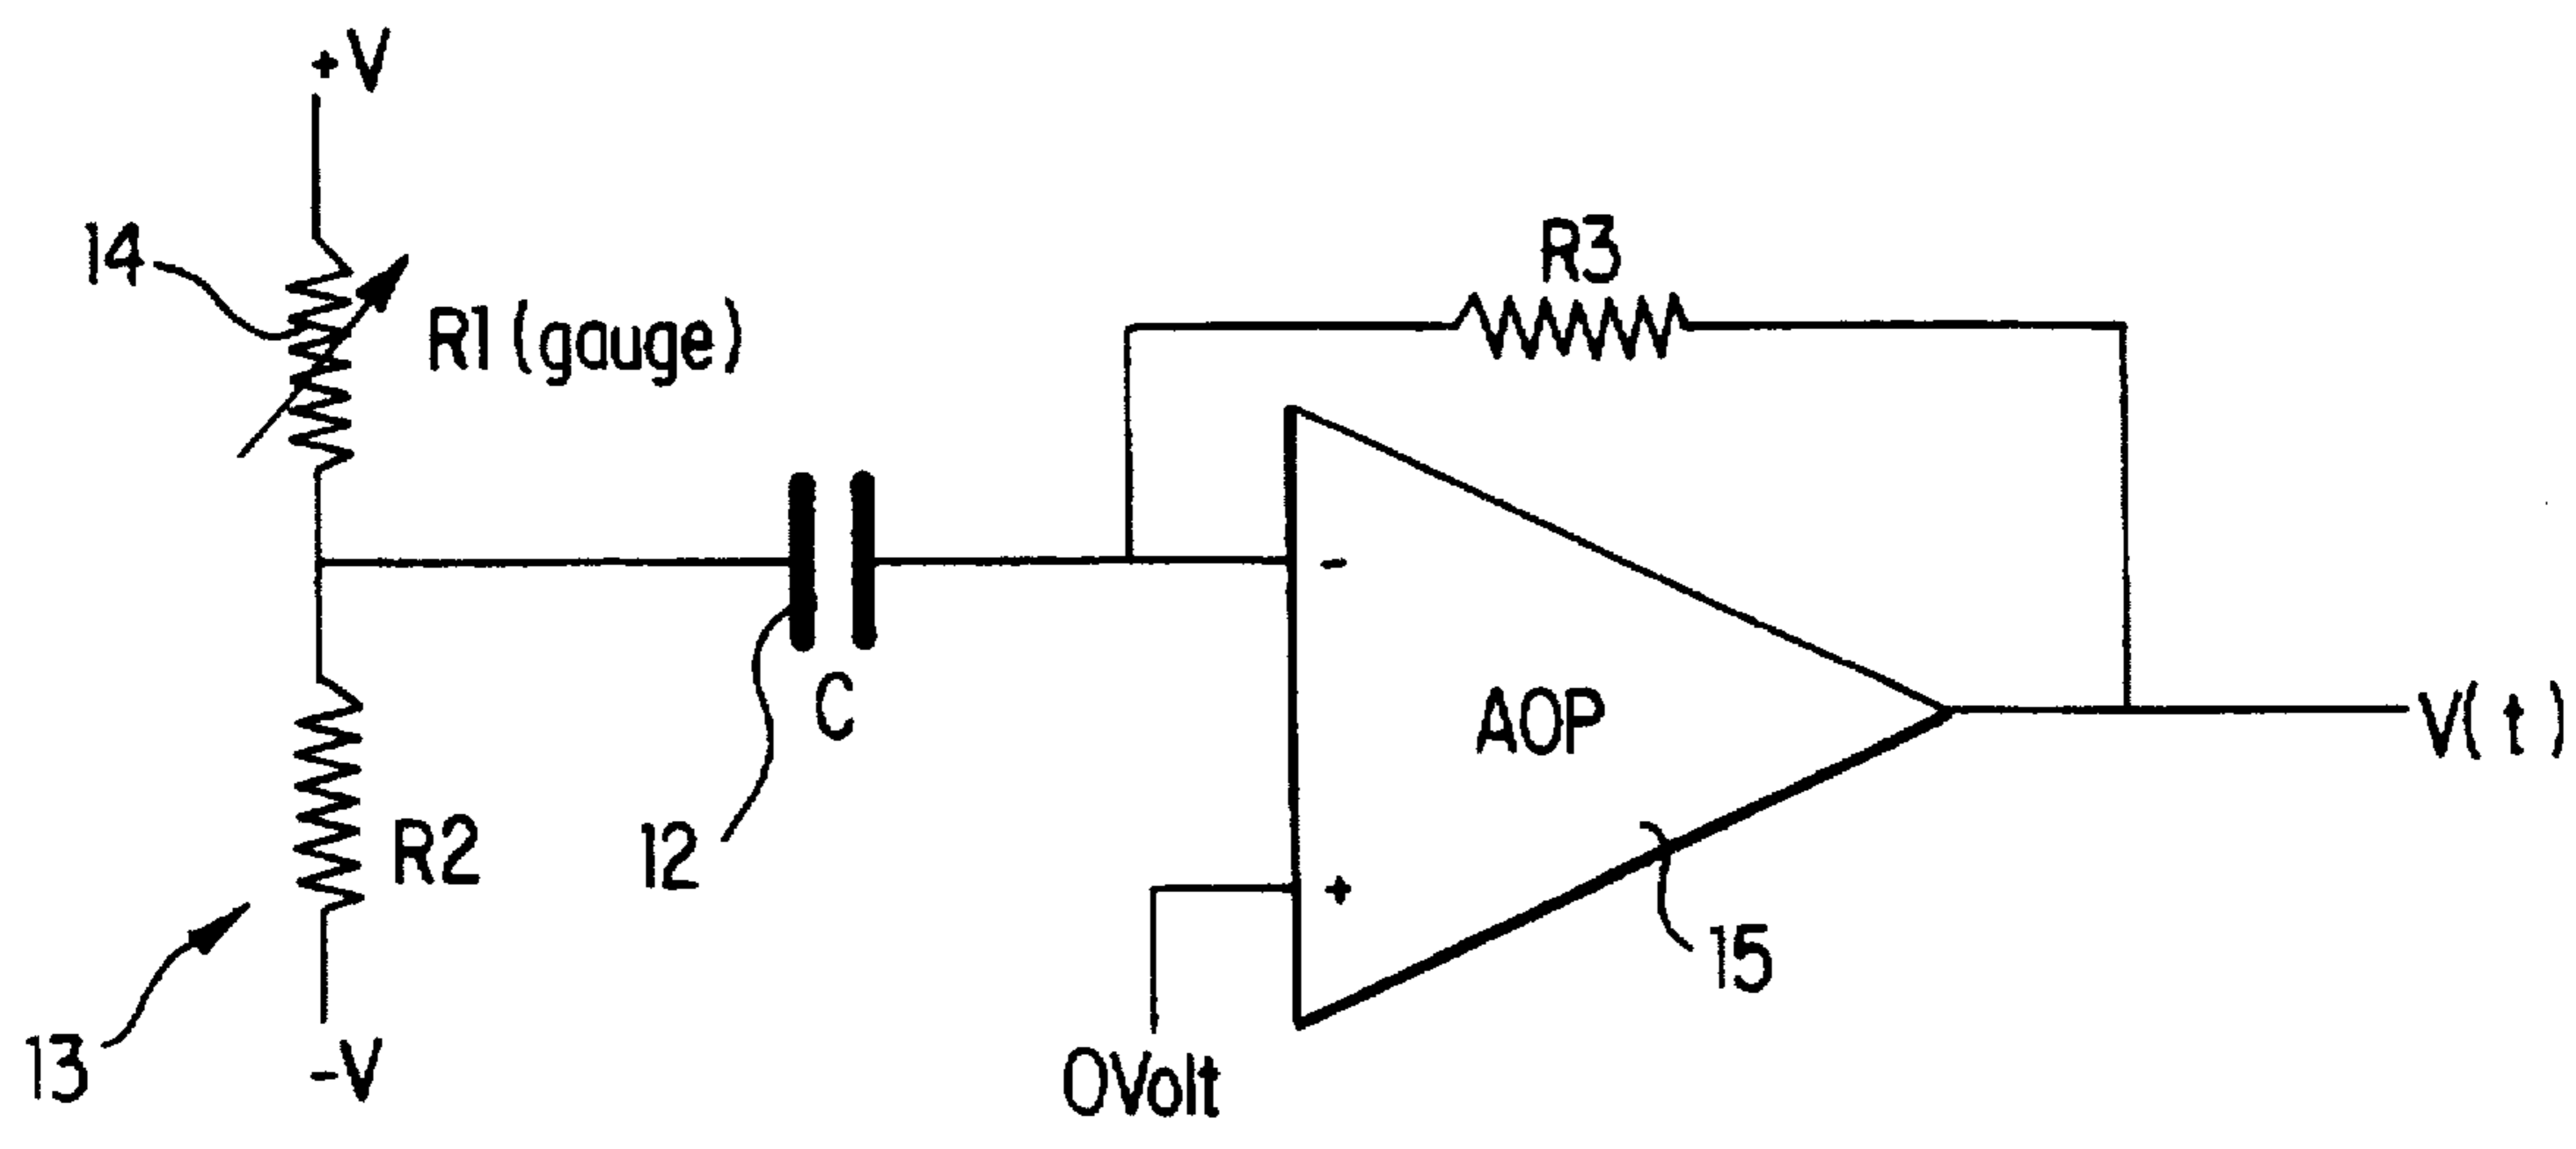 +V
14
R1 (gauge)
R3
-
C
AOP
V(t)
R2
12
+
15
13
-V
0Volt